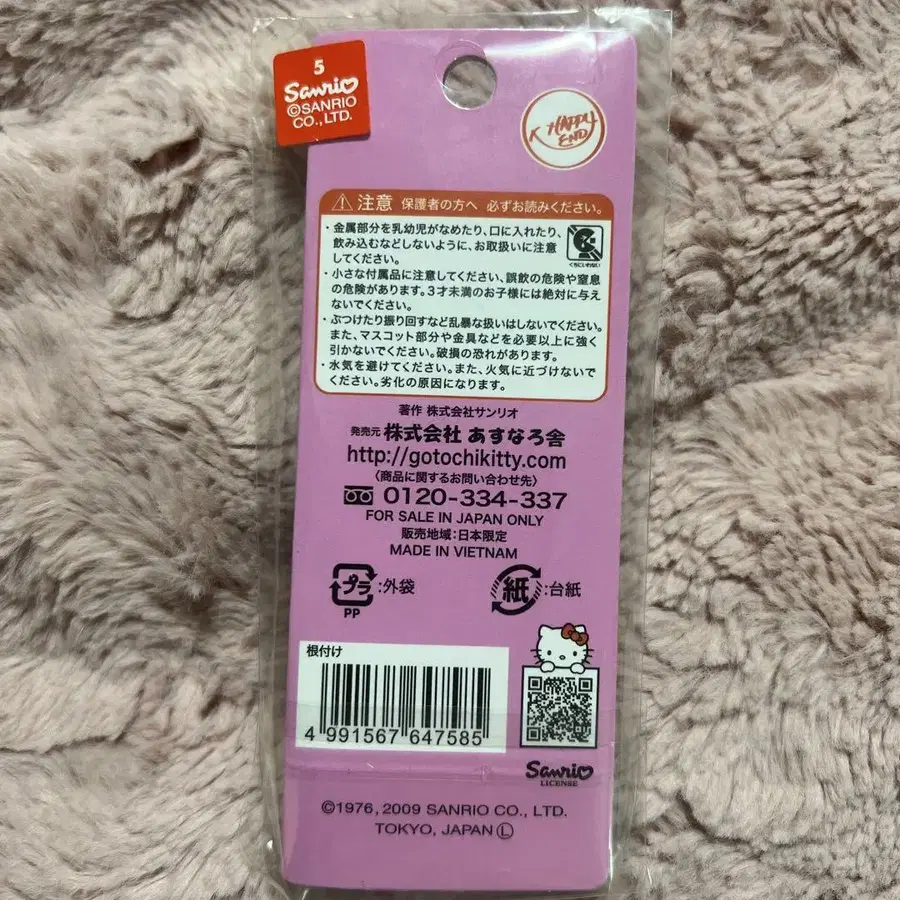 5
Sanrio
©SANRIO
CO.,LTD.
K HAPPY
END
⚠注意 保護者の方へ 必ずお読みください。
・金属部分を乳幼児がなめたり、口に入れたり、
飲み込むなどしないように、お取扱いに注意
してください。
くちにいれない
・小さな付属品に注意してください、誤飲の危険や窒息
の危険があります。3才未満のお子様には絶対に与え
ないでください。
・ぶつけたり振り回すなど乱暴な扱いはしないでください。
また、マスコット部分や金具などを必要以上に強く
引かないでください。破損の恐れがあります。
・水気を避けてください。また、火気に近づけないで
ください。劣化の原因になります。
著作 株式会社サンリオ
発売元 株式会社 あすなろ舎
http://gotochikitty.com
〈商品に関するお問い合わせ先〉
0120-334-337
FOR SALE IN JAPAN ONLY
販売地域:日本限定
MADE IN VIETNAM
プラ:外袋
PP
紙:台紙
根付け
4 991567 647585
Sanrio
LICENSE
©1976, 2009 SANRIO CO., LTD.
TOKYO, JAPAN Ⓛ